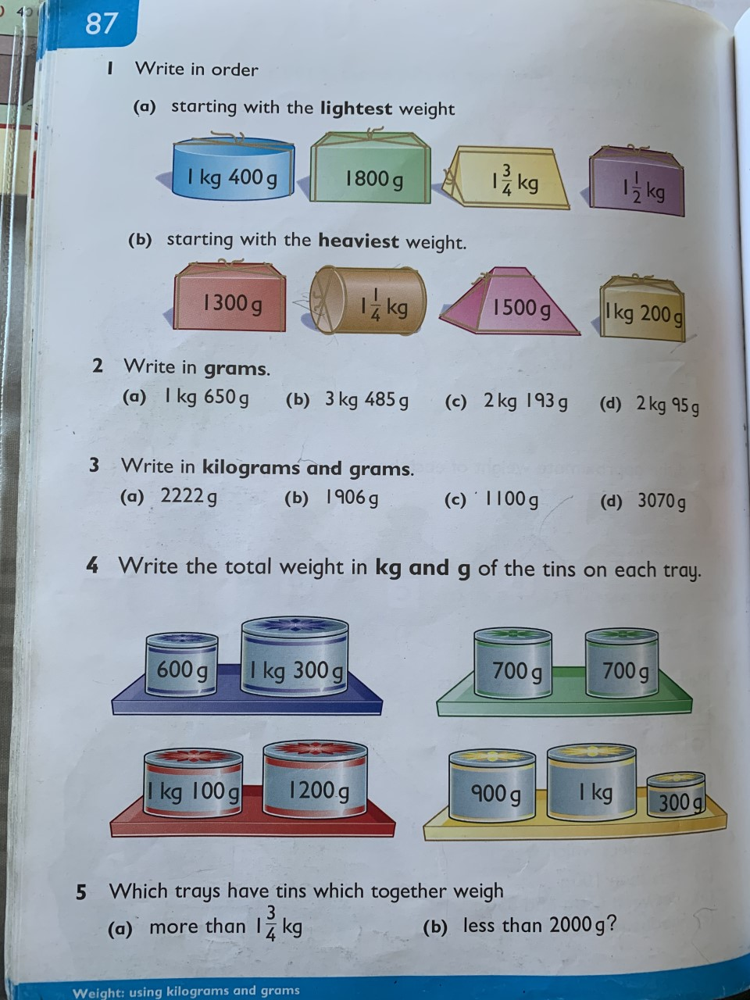 87
1 Write in order
(a) starting with the lightest weight
1 kg 400 g 1800 g 1 3/4 kg 1 1/2 kg
(b) starting with the heaviest weight.
1300 g 1 1/4 kg 1500 g 1 kg 200 g
2 Write in grams.
(a) 1 kg 650 g (b) 3 kg 485 g (c) 2 kg 193 g (d) 2 kg 95 g
3 Write in kilograms and grams.
(a) 2222 g (b) 1906 g (c) 1100 g (d) 3070 g
4 Write the total weight in kg and g of the tins on each tray.
600 g 1 kg 300 g 700 g 700 g
1 kg 100 g 1200 g 900 g 1 kg 300 g
5 Which trays have tins which together weigh
(a) more than 1 3/4 kg (b) less than 2000 g?
Weight: using kilograms and grams